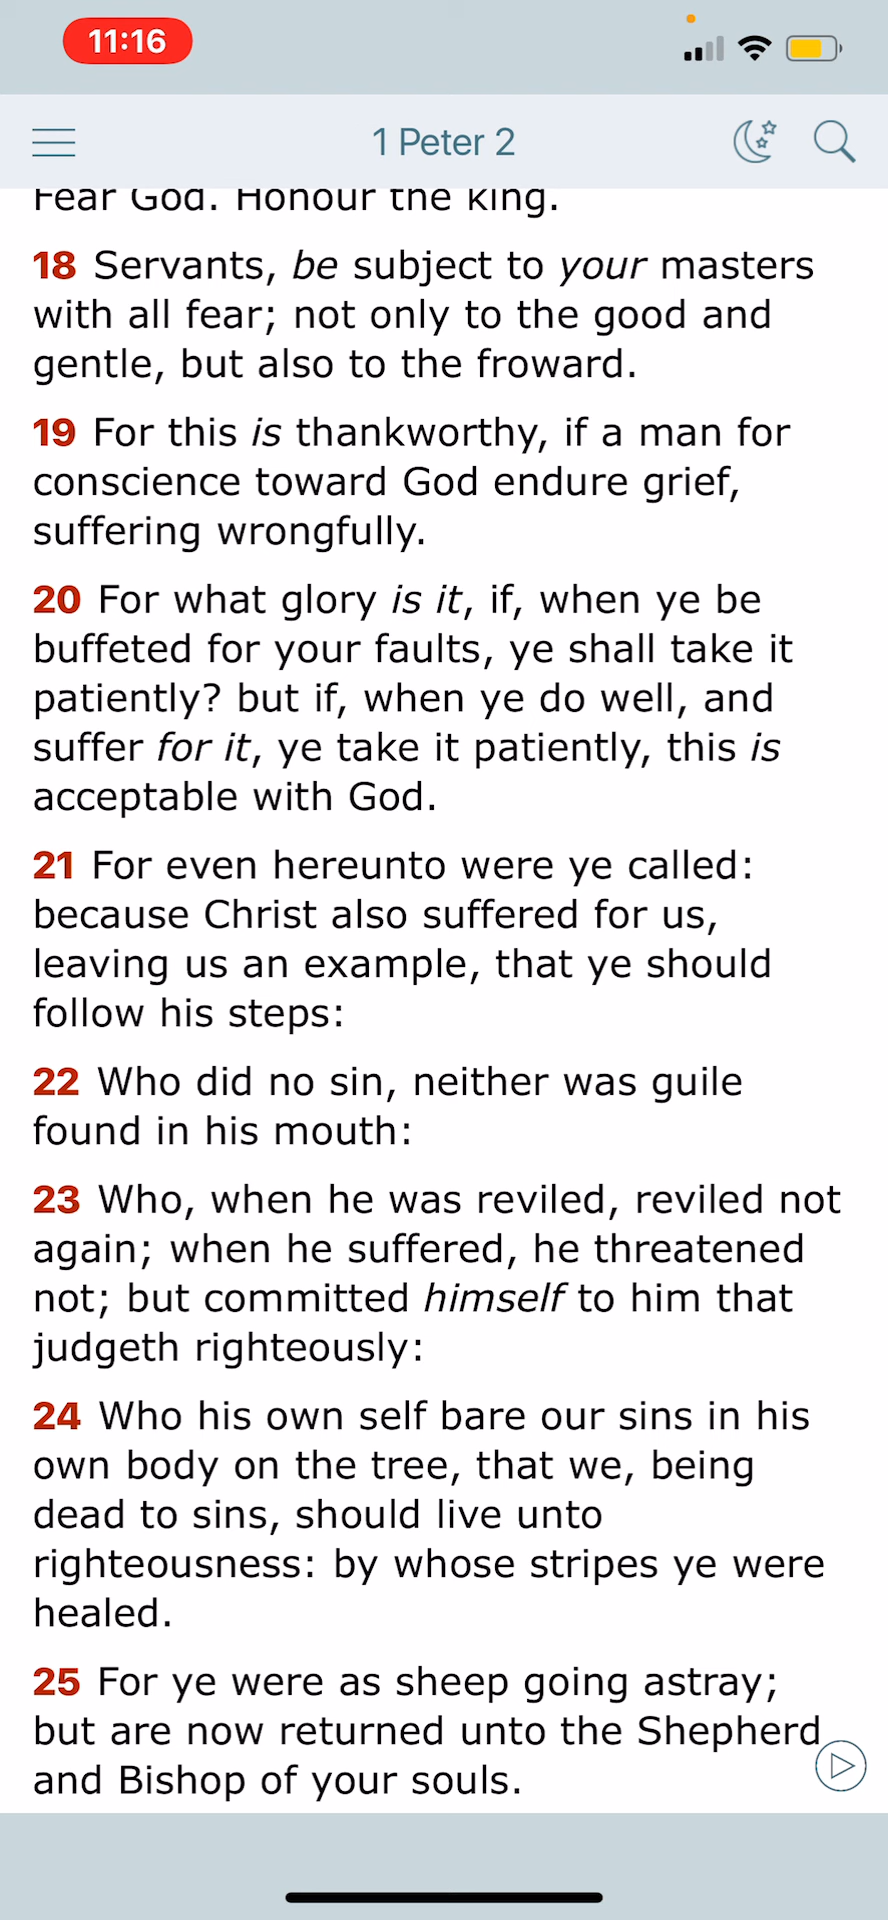 11:16
1 Peter 2
Fear God. Honour the king.
18 Servants, be subject to your masters
with all fear; not only to the good and
gentle, but also to the froward.
19 For this is thankworthy, if a man for
conscience toward God endure grief,
suffering wrongfully.
20 For what glory is it, if, when ye be
buffeted for your faults, ye shall take it
patiently? but if, when ye do well, and
suffer for it, ye take it patiently, this is
acceptable with God.
21 For even hereunto were ye called:
because Christ also suffered for us,
leaving us an example, that ye should
follow his steps:
22 Who did no sin, neither was guile
found in his mouth:
23 Who, when he was reviled, reviled not
again; when he suffered, he threatened
not; but committed himself to him that
judgeth righteously:
24 Who his own self bare our sins in his
own body on the tree, that we, being
dead to sins, should live unto
righteousness: by whose stripes ye were
healed.
25 For ye were as sheep going astray;
but are now returned unto the Shepherd
and Bishop of your souls.